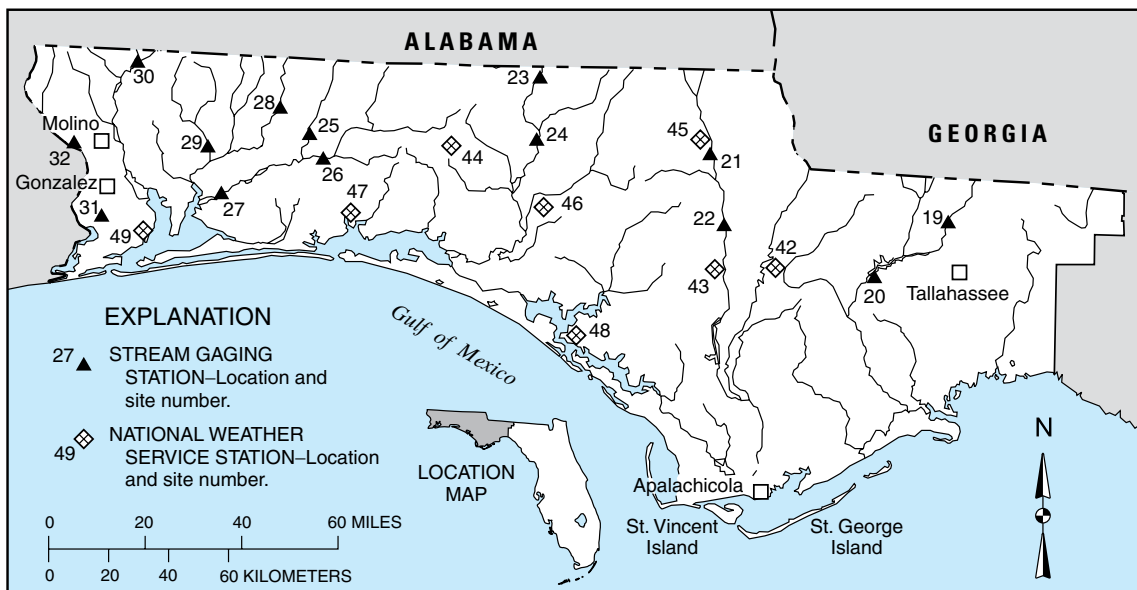 ALABAMA
GEORGIA
30
23
28
25
24
45
Molino
32
29
44
21
26
Gonzalez
27
47
46
19
31
49
22
42
43
20
Tallahassee
Gulf of Mexico
48
EXPLANATION
27
STREAM GAGING
STATION–Location and
site number.
49
NATIONAL WEATHER
SERVICE STATION–Location
and site number.
LOCATION
MAP
N
Apalachicola
St. Vincent
Island
St. George
Island
0 20 40 60 MILES
0 20 40 60 KILOMETERS